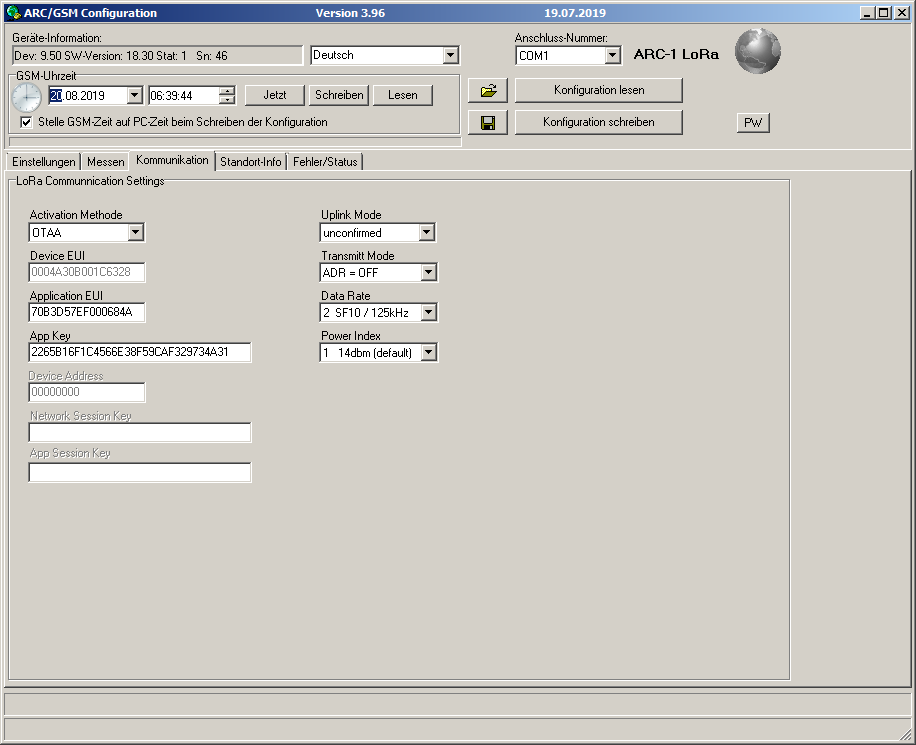 ARC/GSM Configuration Version 3.96 19.07.2019
Geräte-Information:
Dev: 9.50 SW-Version: 18.30 Stat: 1 Sn: 46
Deutsch
Anschluss-Nummer:
COM1
ARC-1 LoRa
GSM-Uhrzeit
20.08.2019 06:39:44 Jetzt Schreiben Lesen
Stelle GSM-Zeit auf PC-Zeit beim Schreiben der Konfiguration
Konfiguration lesen
Konfiguration schreiben
PW
Einstellungen Messen Kommunikation Standort-Info Fehler/Status
LoRa Communnication Settings
Activation Methode
OTAA
Device EUI
0004A30B001C6328
Application EUI
70B3D57EF000684A
App Key
2265B16F1C4566E38F59CAF329734A31
Device Address
00000000
Network Session Key
App Session Key
Uplink Mode
unconfirmed
Transmitt Mode
ADR = OFF
Data Rate
2 SF10 / 125kHz
Power Index
1 14dbm (default)